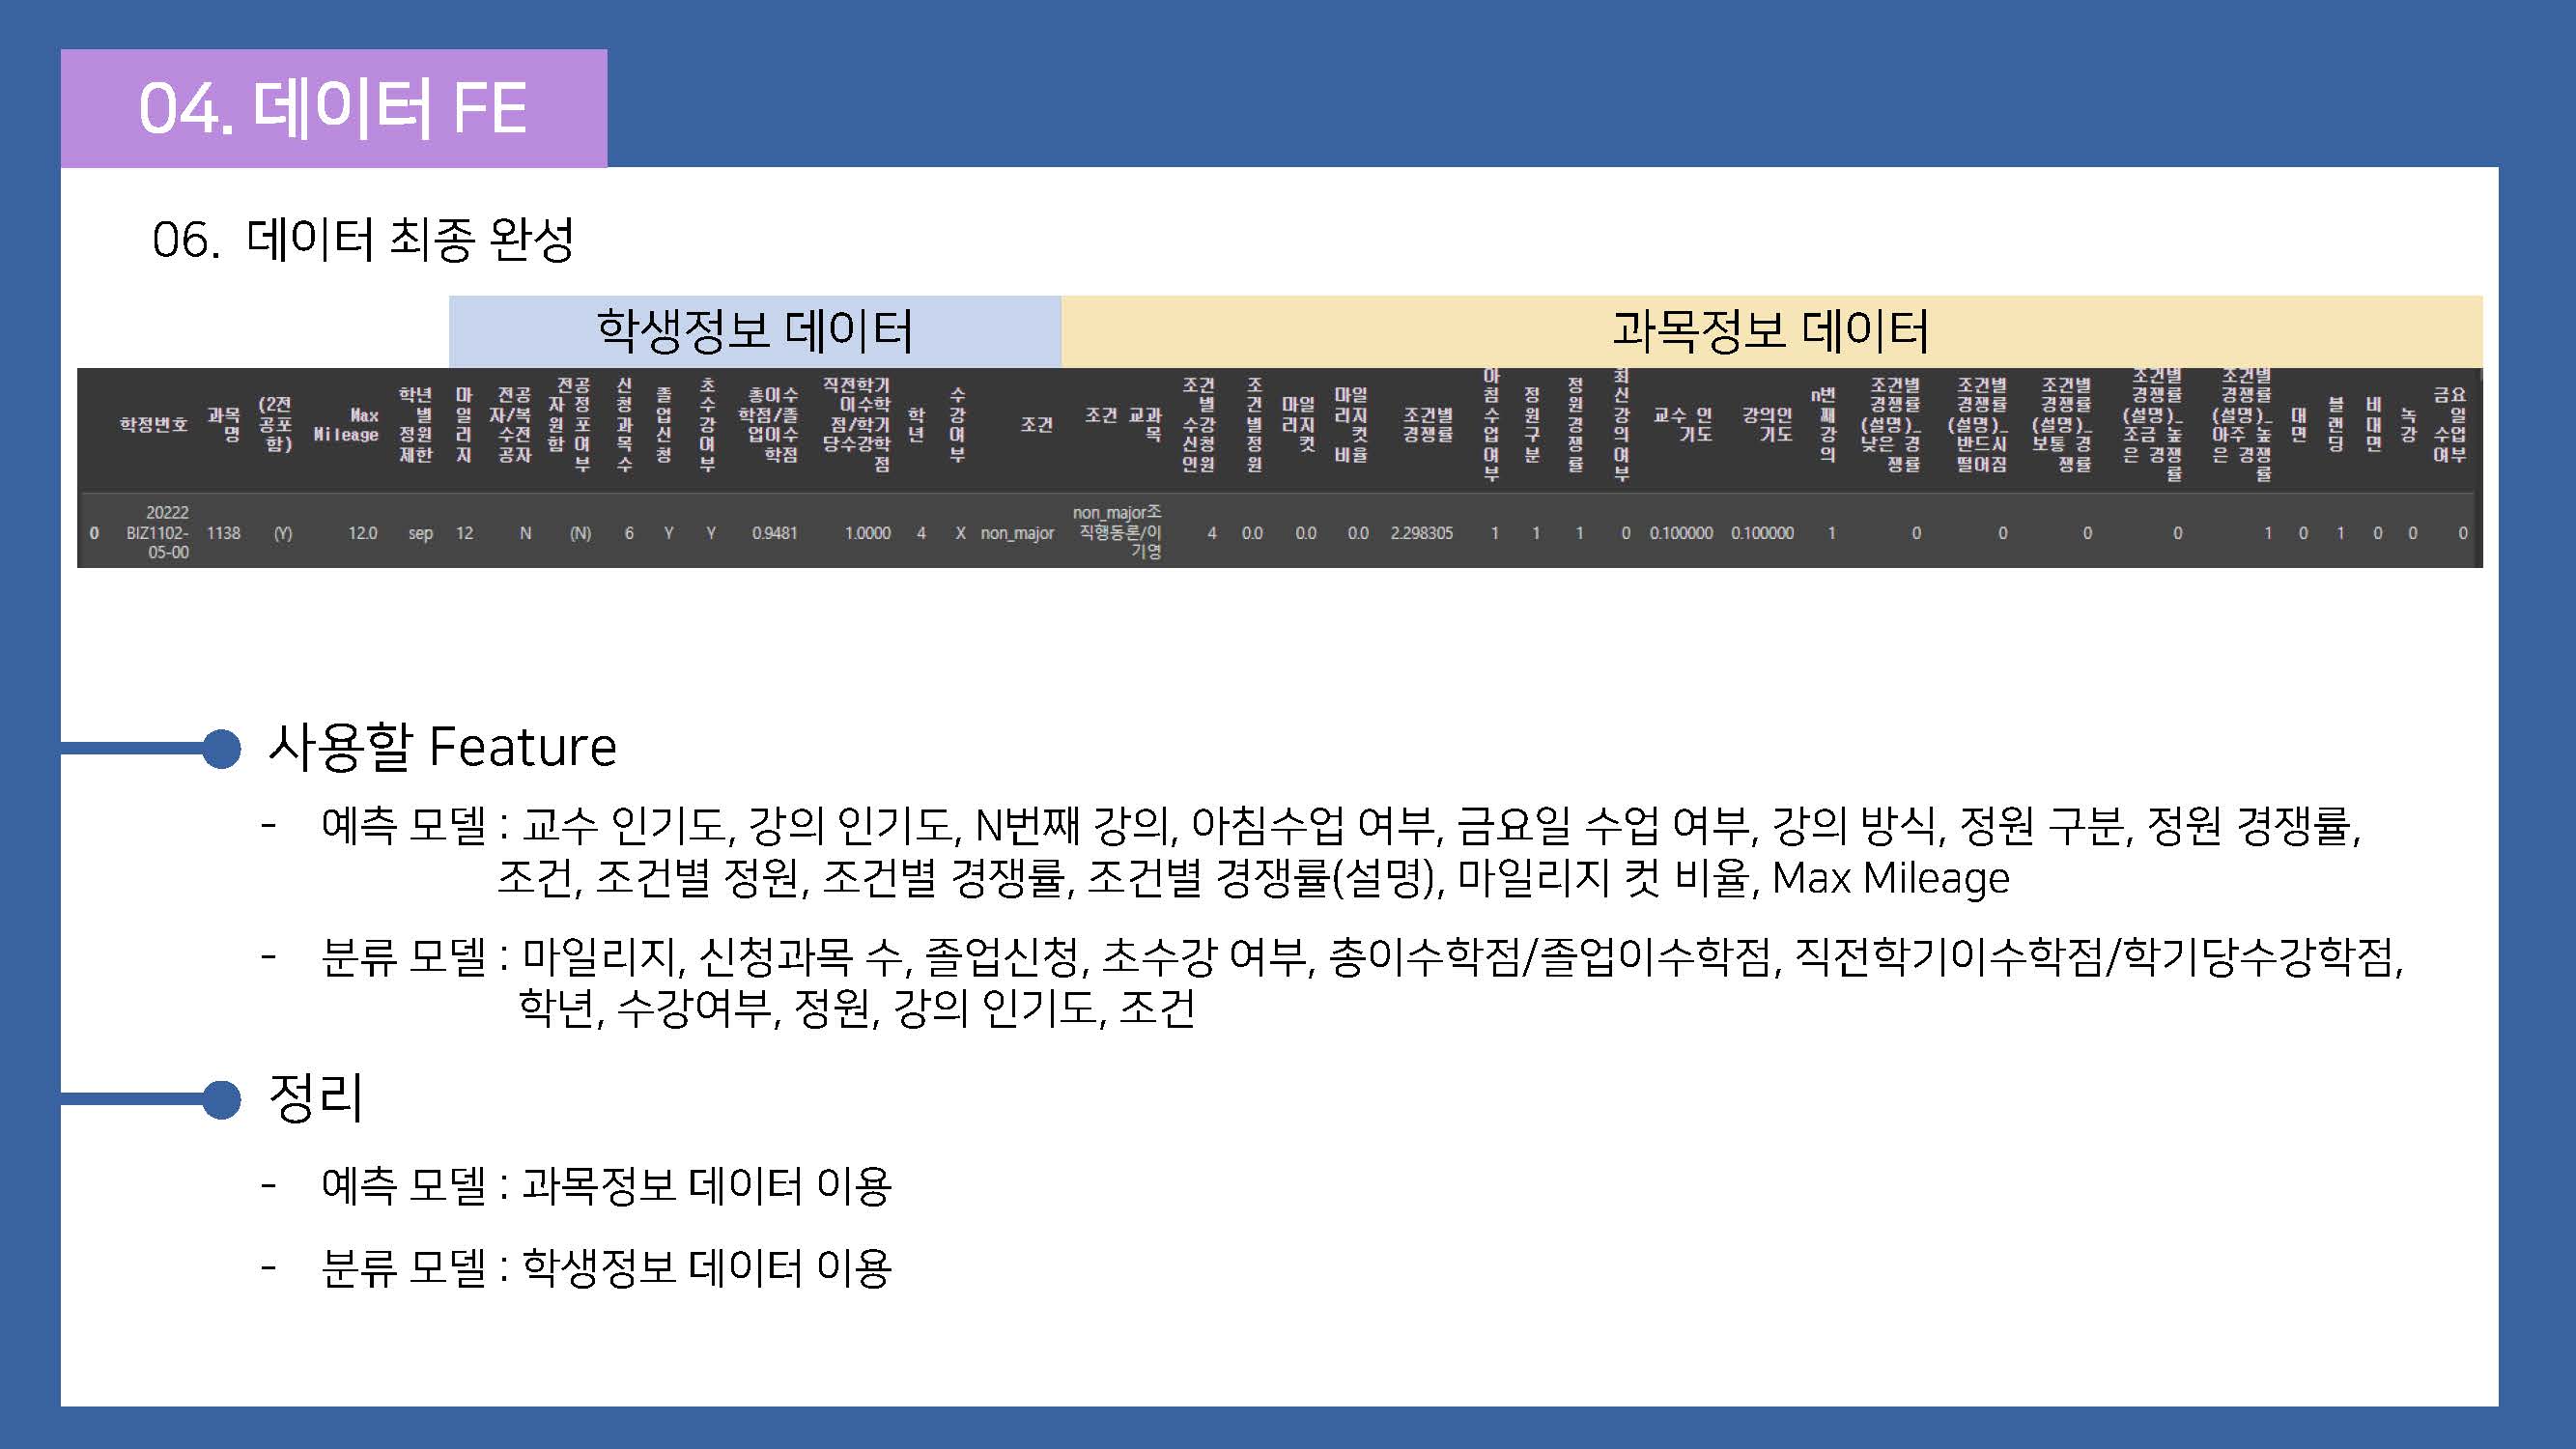 04. 데이터 FE
06. 데이터 최종 완성
학생정보 데이터
과목정보 데이터
학정번호
과목명
(2전공포함)
Max Mileage
학년별 정원제한
마일리지
전공자/복수전공자
전공자 정원 포함 여부
신청과목수
졸업신청
초수강여부
총이수학점/졸업이수학점
직전학기이수학점/학기당수강학점
학년
수강여부
조건
조건 교과목
조건별 수강신청인원
조건별정원
마일리지컷
마일리지컷 비율
조건별 경쟁률
아침수업여부
정원구분
정원경쟁률
최신강의여부
교수 인기도
강의인기도
n번째강의
조건별 경쟁률(설명)_낮은 경쟁률
조건별 경쟁률(설명)_반드시 떨어짐
조건별 경쟁률(설명)_보통 경쟁률
조건별 경쟁률(설명)_조금 높은 경쟁률
조건별 경쟁률(설명)_아주 높은 경쟁률
대면
블랜딩
비대면
녹강
금요일 수업여부
0 20222 BIZ1102-05-00 1138 (Y) 12.0 sep 12 N (N) 6 Y Y 0.9481 1.0000 4 X non_major non_major조직행동론/이기영 4 0.0 0.0 0.0 2.298305 1 1 1 0 0.100000 0.100000 1 0 0 0 0 1 0 1 0 0 0
사용할 Feature
- 예측 모델 : 교수 인기도, 강의 인기도, N번째 강의, 아침수업 여부, 금요일 수업 여부, 강의 방식, 정원 구분, 정원 경쟁률,
조건, 조건별 정원, 조건별 경쟁률, 조건별 경쟁률(설명), 마일리지 컷 비율, Max Mileage
- 분류 모델 : 마일리지, 신청과목 수, 졸업신청, 초수강 여부, 총이수학점/졸업이수학점, 직전학기이수학점/학기당수강학점,
학년, 수강여부, 정원, 강의 인기도, 조건
정리
- 예측 모델 : 과목정보 데이터 이용
- 분류 모델 : 학생정보 데이터 이용